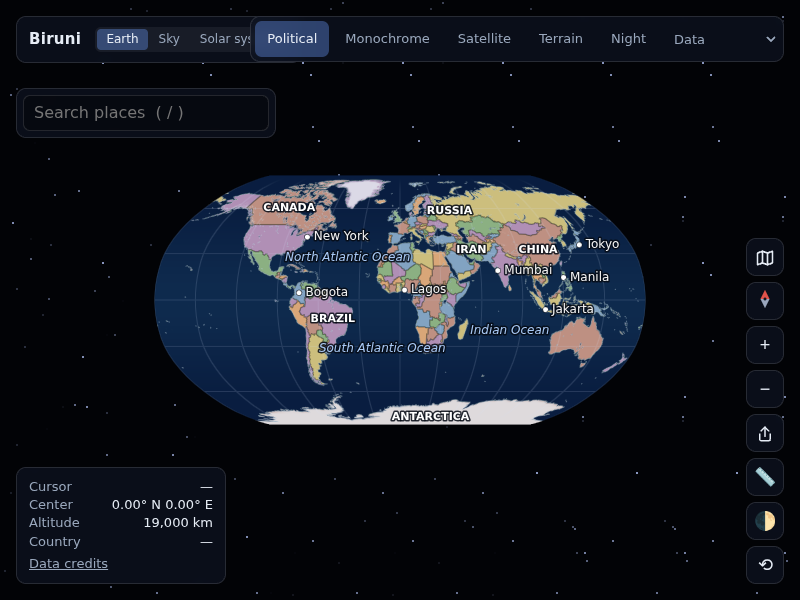 Biruni
Earth
Sky
Solar sys
Political
Monochrome
Satellite
Terrain
Night
Data
Search places ( / )
CANADA
RUSSIA
New York
North Atlantic Ocean
IRAN
CHINA
Tokyo
Mumbai
Manila
Bogota
Lagos
Jakarta
BRAZIL
Indian Ocean
South Atlantic Ocean
ANTARCTICA
Cursor —
Center 0.00° N 0.00° E
Altitude 19,000 km
Country —
Data credits